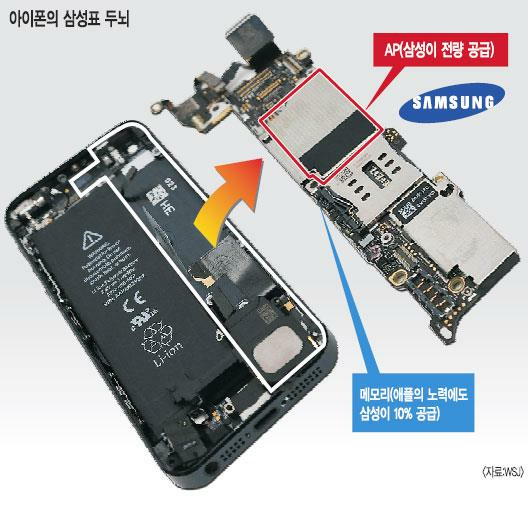 아이폰의 삼성표 두뇌
AP(삼성이 전량 공급)
SAMSUNG
Li-ion
메모리(애플의 노력에도
삼성이 10% 공급)
〈자료:WSJ〉